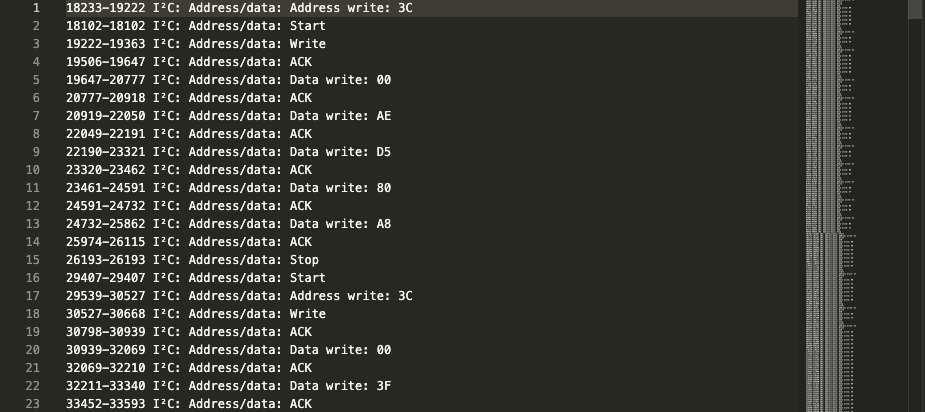 1 18233-19222 I²C: Address/data: Address write: 3C
2 18102-18102 I²C: Address/data: Start
3 19222-19363 I²C: Address/data: Write
4 19506-19647 I²C: Address/data: ACK
5 19647-20777 I²C: Address/data: Data write: 00
6 20777-20918 I²C: Address/data: ACK
7 20919-22050 I²C: Address/data: Data write: AE
8 22049-22191 I²C: Address/data: ACK
9 22190-23321 I²C: Address/data: Data write: D5
10 23320-23462 I²C: Address/data: ACK
11 23461-24591 I²C: Address/data: Data write: 80
12 24591-24732 I²C: Address/data: ACK
13 24732-25862 I²C: Address/data: Data write: A8
14 25974-26115 I²C: Address/data: ACK
15 26193-26193 I²C: Address/data: Stop
16 29407-29407 I²C: Address/data: Start
17 29539-30527 I²C: Address/data: Address write: 3C
18 30527-30668 I²C: Address/data: Write
19 30798-30939 I²C: Address/data: ACK
20 30939-32069 I²C: Address/data: Data write: 00
21 32069-32210 I²C: Address/data: ACK
22 32211-33340 I²C: Address/data: Data write: 3F
23 33452-33593 I²C: Address/data: ACK